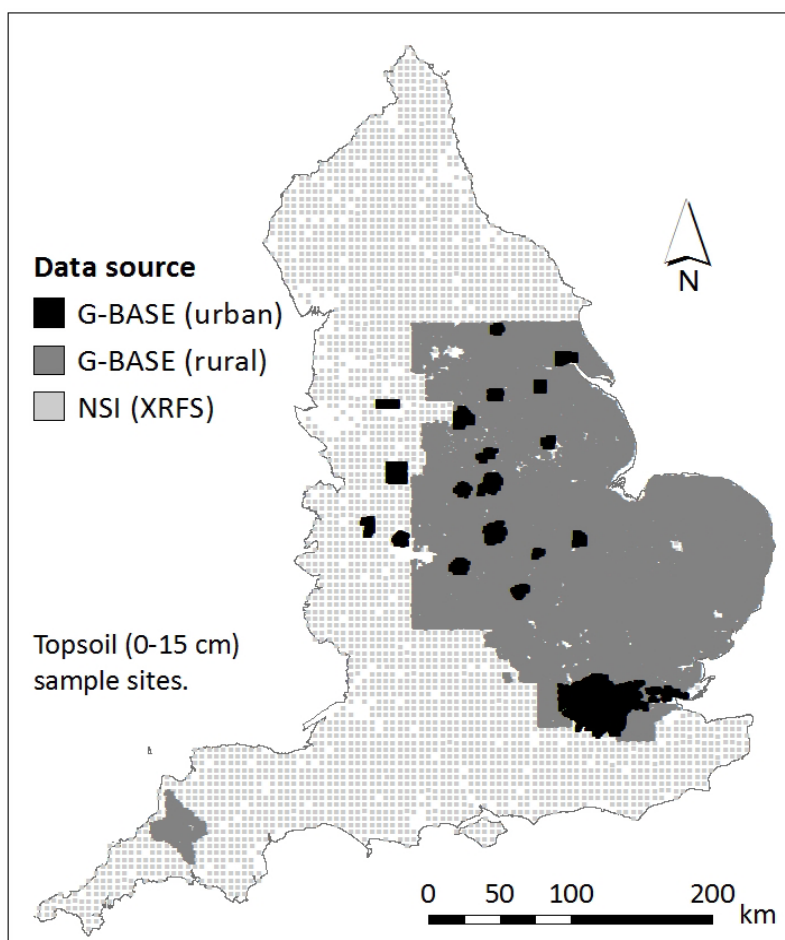 N
Data source
G-BASE (urban)
G-BASE (rural)
NSI (XRFS)
Topsoil (0-15 cm)
sample sites.
0 50 100 200
km